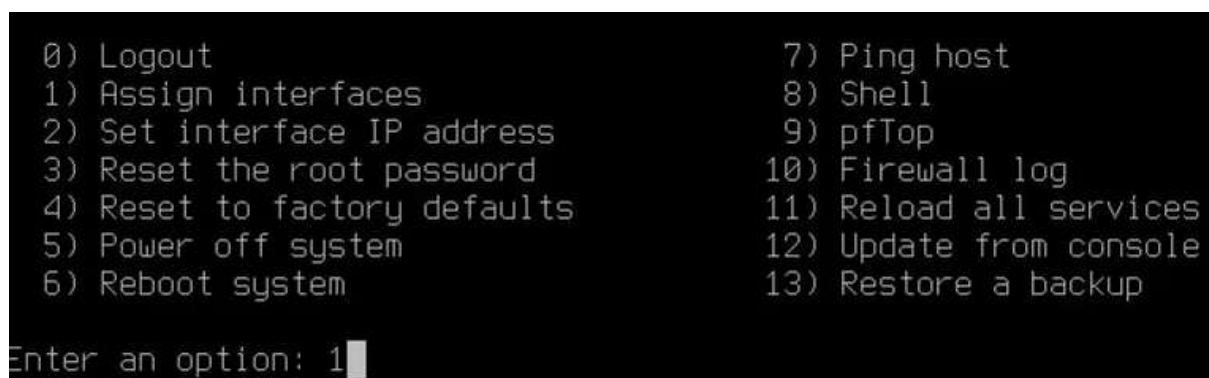 0) Logout 7) Ping host
1) Assign interfaces 8) Shell
2) Set interface IP address 9) pfTop
3) Reset the root password 10) Firewall log
4) Reset to factory defaults 11) Reload all services
5) Power off system 12) Update from console
6) Reboot system 13) Restore a backup
Enter an option: 1